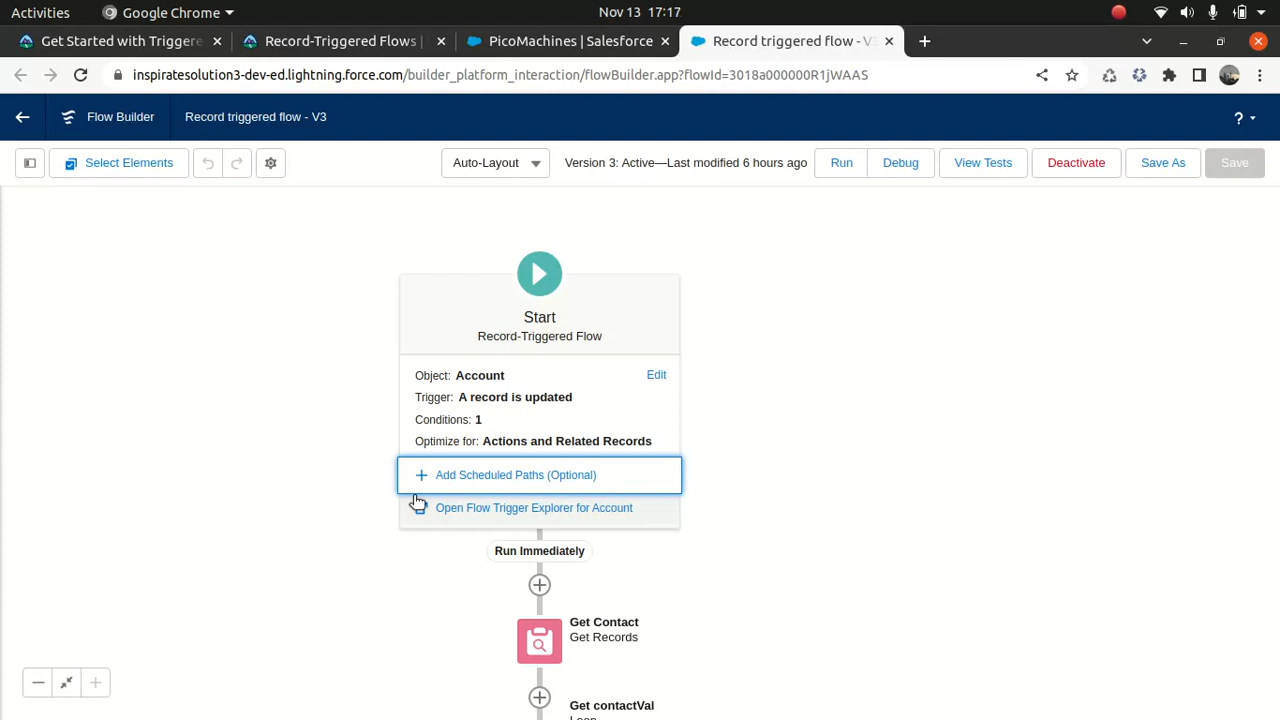 Activities
Google Chrome
Nov 13 17:17
Get Started with Triggere
Record-Triggered Flows |
PicoMachines | Salesforce
Record triggered flow - V3
inspiratesolution3-dev-ed.lightning.force.com/builder_platform_interaction/flowBuilder.app?flowId=3018a000000R1jWAAS
Flow Builder
Record triggered flow - V3
?
Select Elements
Auto-Layout
Version 3: Active—Last modified 6 hours ago
Run
Debug
View Tests
Deactivate
Save As
Save
Start
Record-Triggered Flow
Object: Account
Edit
Trigger: A record is updated
Conditions: 1
Optimize for: Actions and Related Records
Add Scheduled Paths (Optional)
Open Flow Trigger Explorer for Account
Run Immediately
Get Contact
Get Records
Get contactVal
Loop